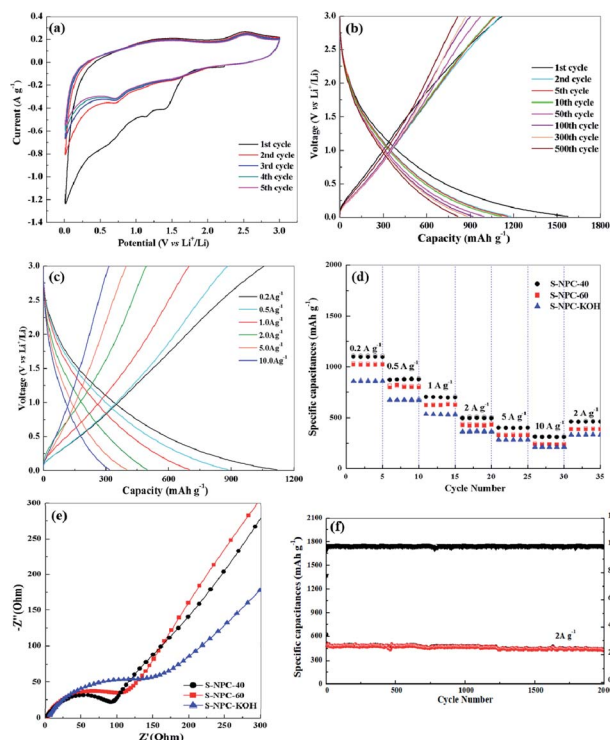 (a)
0.4
0.2
0.0
-0.2
-0.4
-0.6
-0.8
-1.0
-1.2
-1.4
Current (A g⁻¹)
1st cycle
2nd cycle
3rd cycle
4th cycle
5th cycle
0.0 0.5 1.0 1.5 2.0 2.5 3.0
Potential (V vs Li⁺/Li)
(b)
3.0
2.5
2.0
1.5
1.0
0.5
0.0
Voltage (V vs Li⁺/Li)
1st cycle
2nd cycle
5th cycle
10th cycle
50th cycle
100th cycle
300th cycle
500th cycle
0 300 600 900 1200 1500 1800
Capacity (mAh g⁻¹)
(c)
3.0
2.5
2.0
1.5
1.0
0.5
0.0
Voltage (V vs Li⁺/Li)
0.2Ag⁻¹
0.5Ag⁻¹
1.0Ag⁻¹
2.0Ag⁻¹
5.0Ag⁻¹
10.0Ag⁻¹
0 300 600 900 1200
Capacity (mAh g⁻¹)
(d)
2000
1500
1000
500
0
Specific capacitances (mAh g⁻¹)
S-NPC-40
S-NPC-60
S-NPC-KOH
0.2 A g⁻¹
0.5 A g⁻¹
1 A g⁻¹
2 A g⁻¹
5 A g⁻¹
10 A g⁻¹
2 A g⁻¹
0 5 10 15 20 25 30 35
Cycle Number
(e)
-300
-250
-200
-150
-100
-50
0
-Z''(Ohm)
S-NPC-40
S-NPC-60
S-NPC-KOH
0 50 100 150 200 250 300
Z'(Ohm)
(f)
1800
1500
1200
900
600
300
0
Specific capacitances (mAh g⁻¹)
2A g⁻¹
0 500 1000 1500 2000
Cycle Number